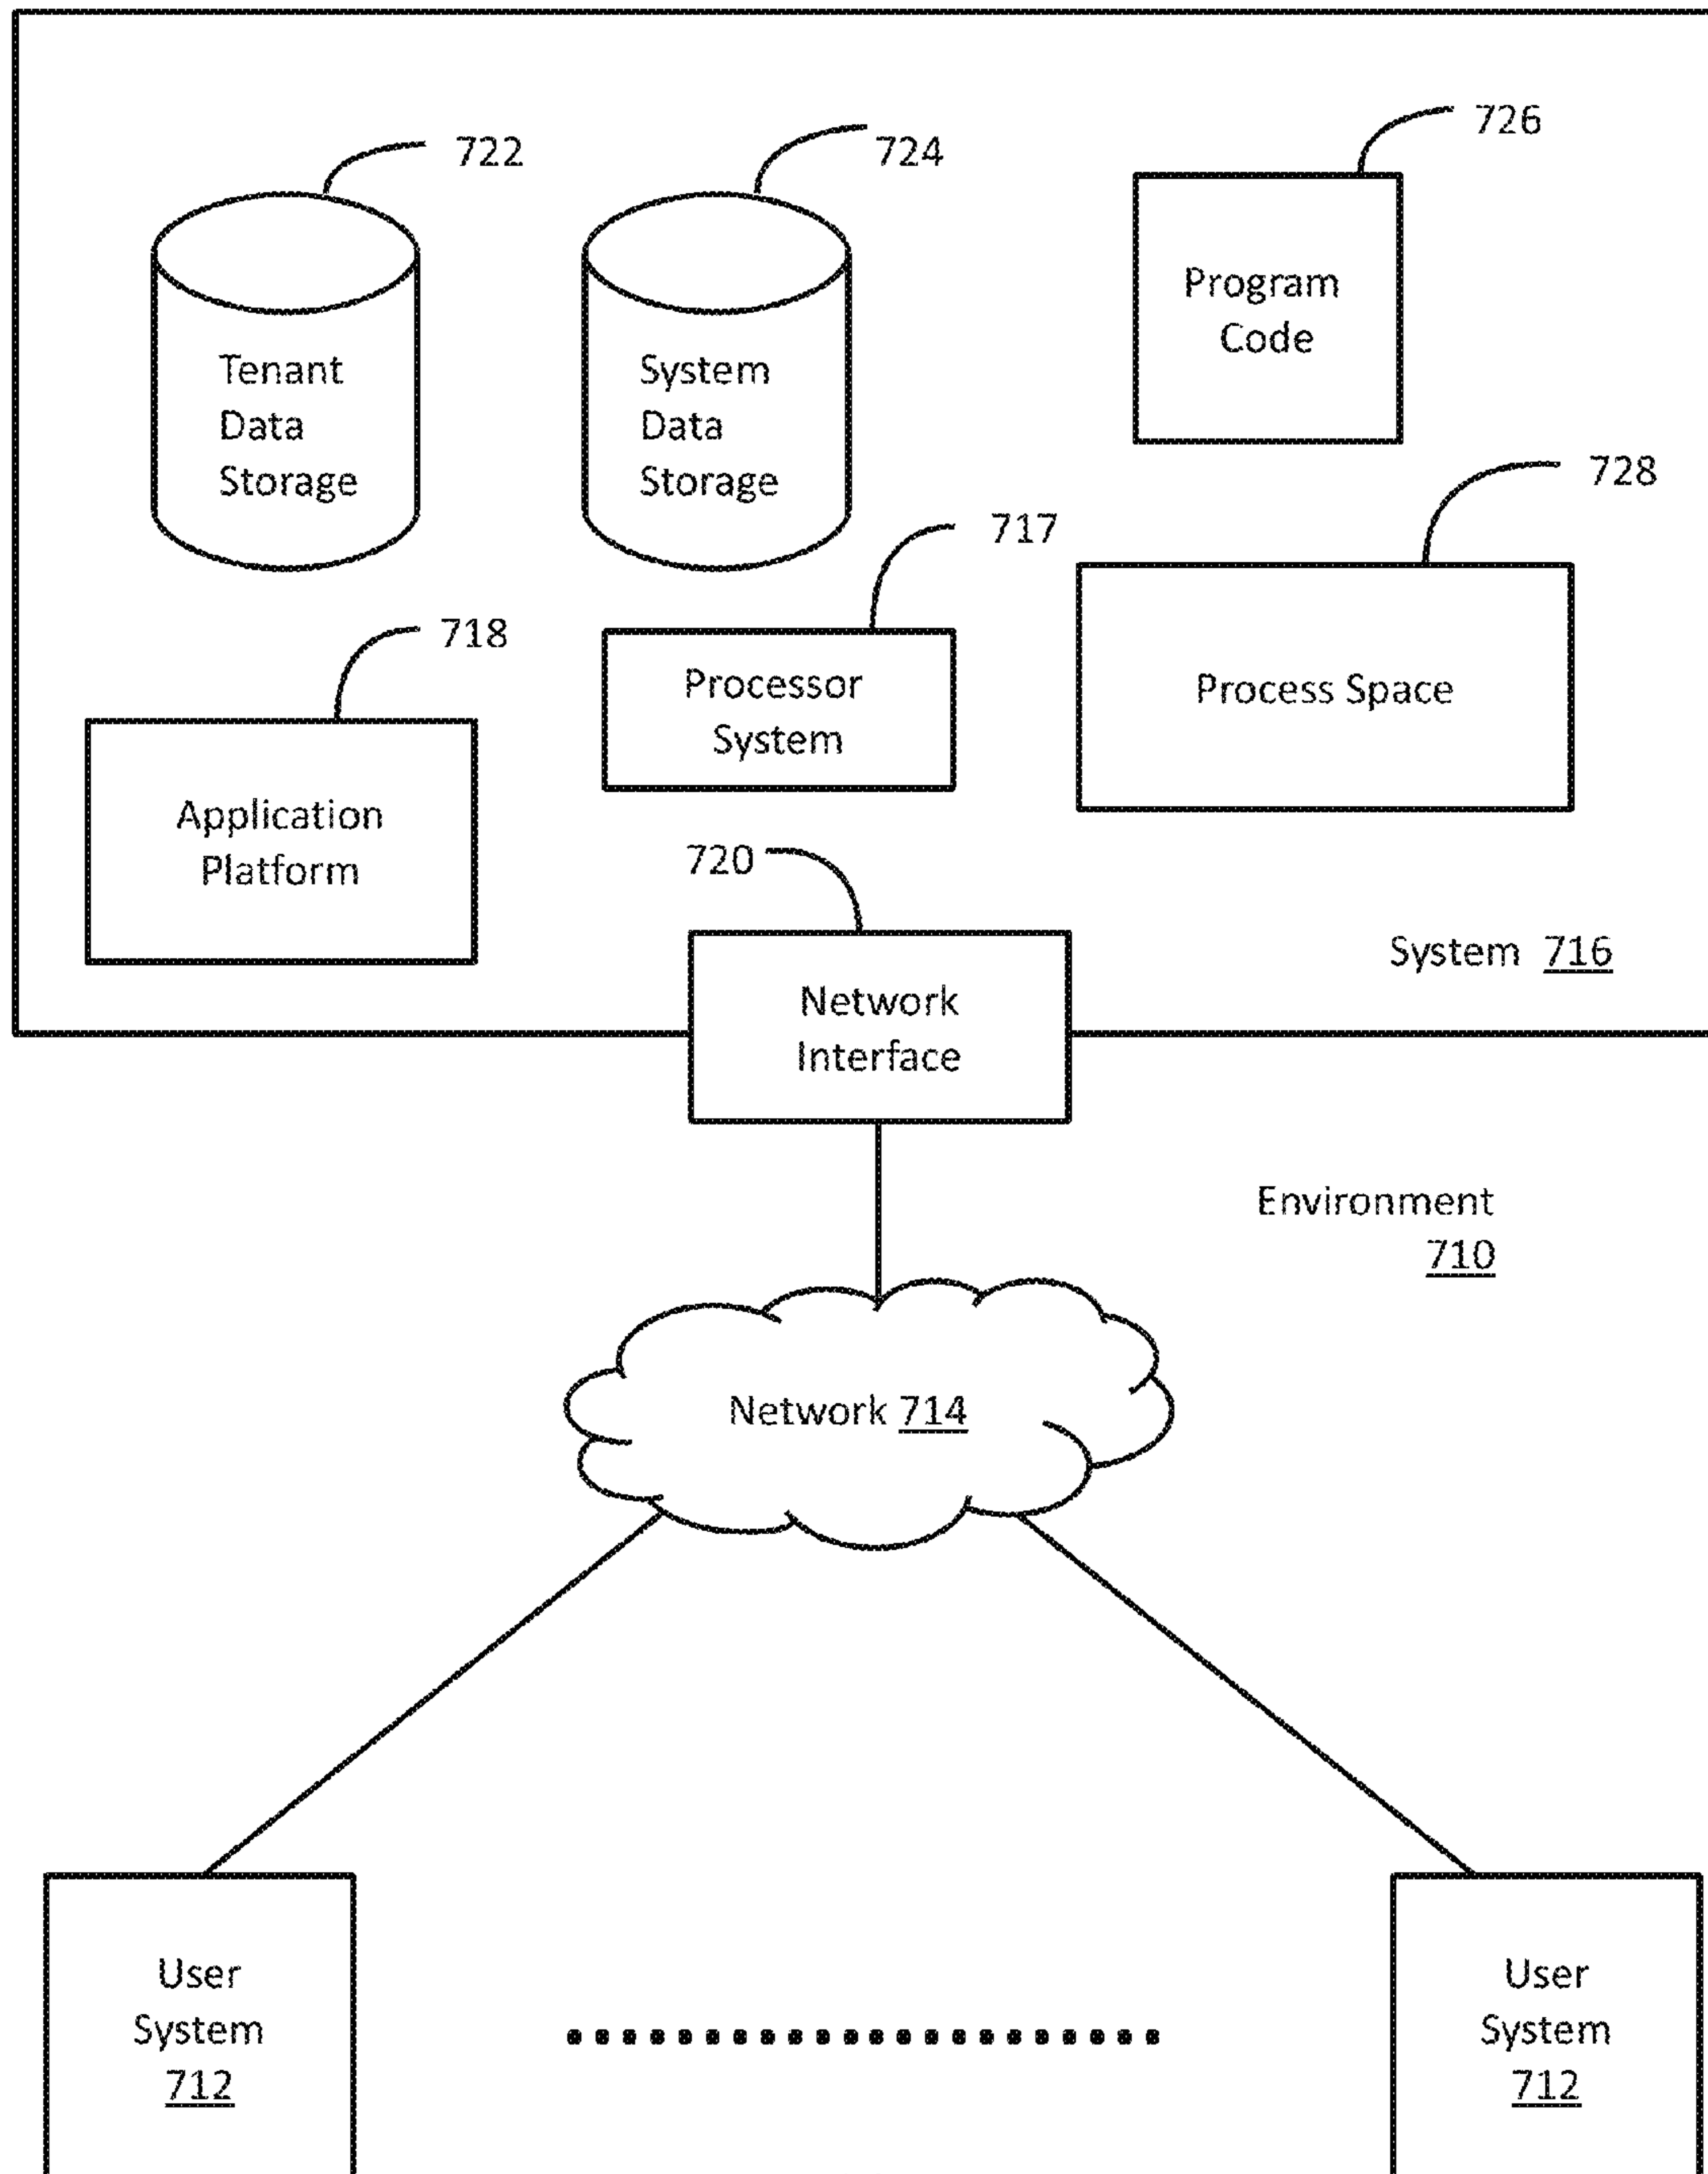 722
724
726
Tenant
Data
Storage
System
Data
Storage
Program
Code
717
728
718
Processor
System
Process Space
Application
Platform
720
System 716
Network
Interface
Environment
710
Network 714
User
System
712
User
System
712